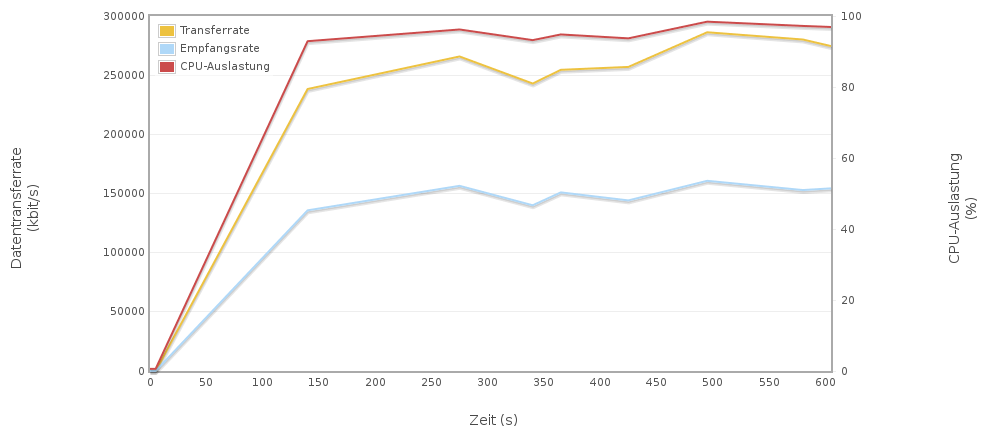 Transferrate
Empfangsrate
CPU-Auslastung
300000
250000
200000
150000
100000
50000
0
Datentransferrate
(kbit/s)
100
80
60
40
20
0
CPU-Auslastung
(%)
0 50 100 150 200 250 300 350 400 450 500 550 600
Zeit (s)